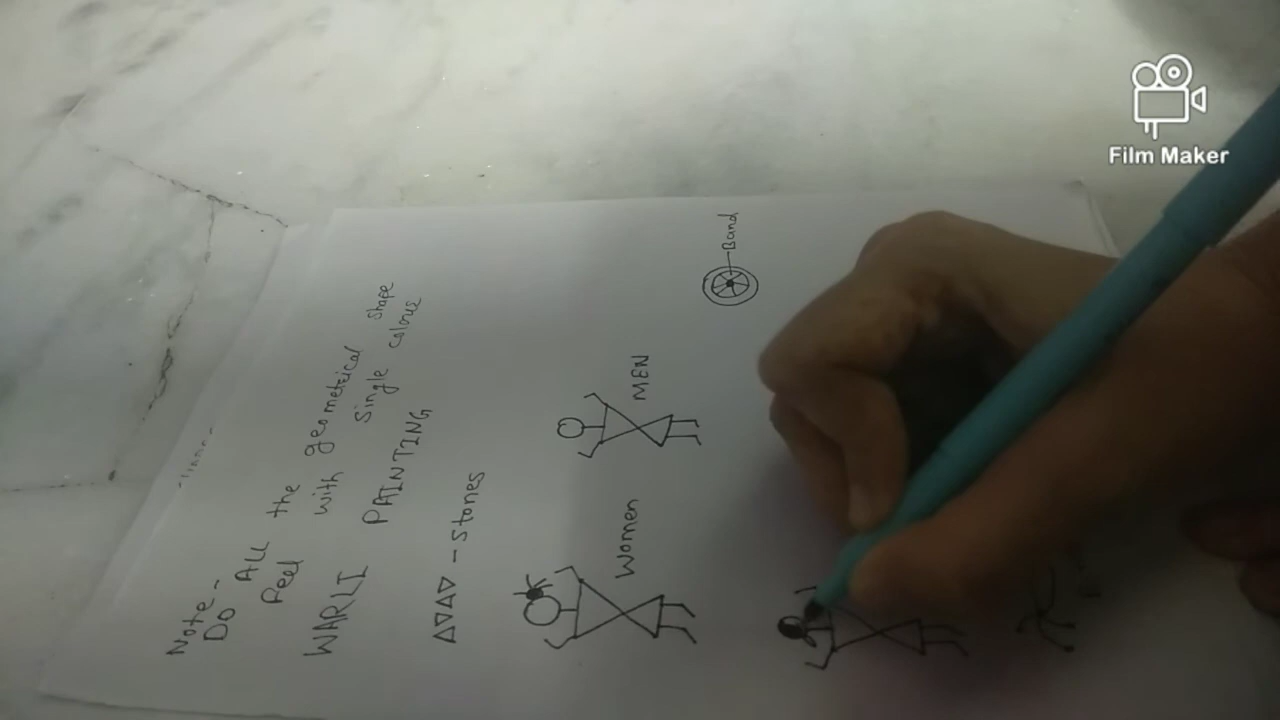 Note -
DO ALL the geometrical shape
feel with single colour
WARLI PAINTING
- Stones
Women
MEN
Band
Film Maker